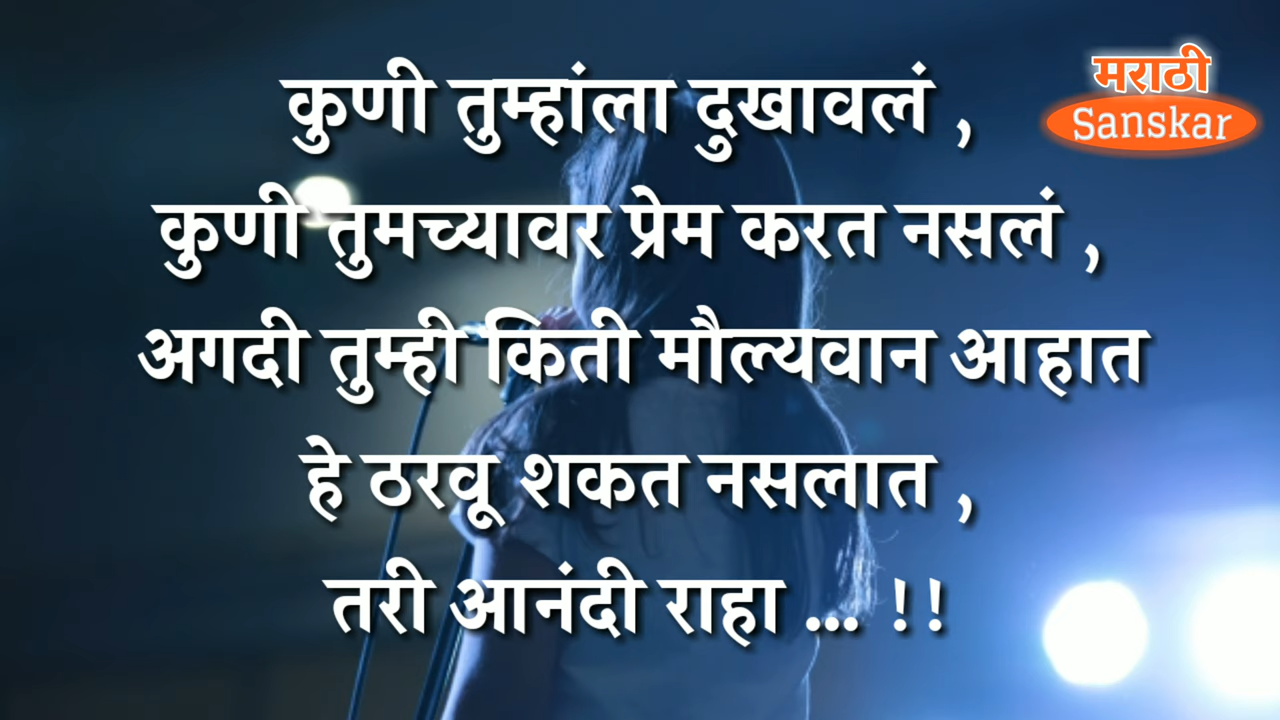 मराठी
Sanskar
कुणी तुम्हांला दुखावलं ,
कुणी तुमच्यावर प्रेम करत नसलं ,
अगदी तुम्ही किती मौल्यवान आहात
हे ठरवू शकत नसलात ,
तरी आनंदी राहा ... !!